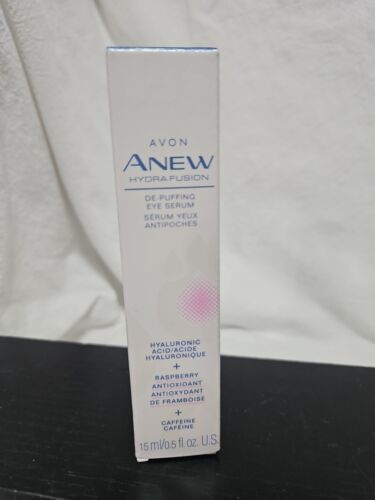 AVON
ANEW
HYDRA FUSION
DE-PUFFING
EYE SERUM
SÉRUM YEUX
ANTIPOCHES
HYALURONIC
ACID/ACIDE
HYALURONIQUE
+
RASPBERRY
ANTIOXIDANT
ANTIOXYDANT
DE FRAMBOISE
+
CAFFEINE
CAFÉINE
15 ml/0.5 fl. oz. U.S.